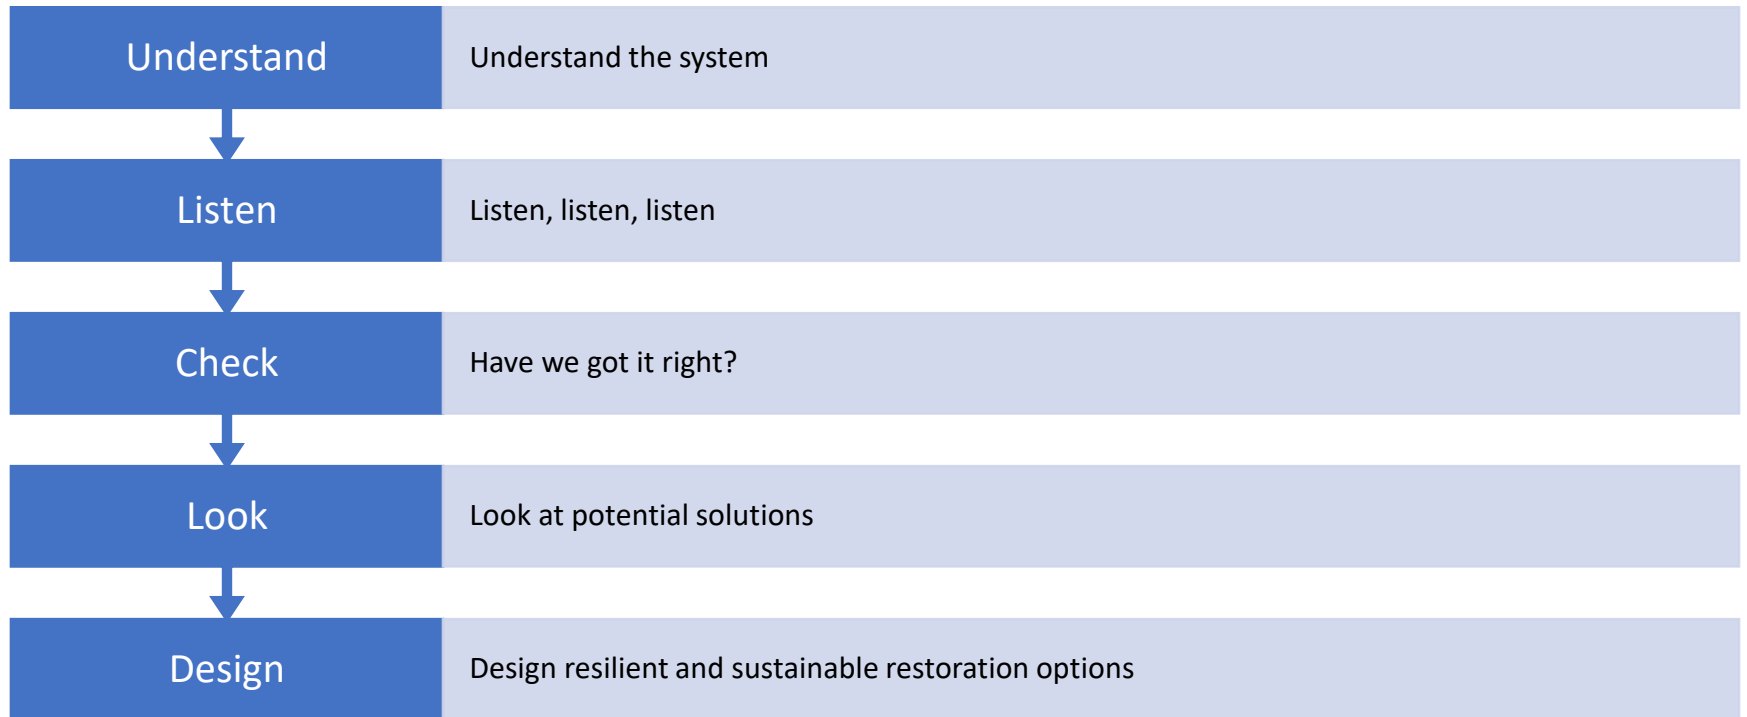 Understand
Understand the system
Listen
Listen, listen, listen
Check
Have we got it right?
Look
Look at potential solutions
Design
Design resilient and sustainable restoration options